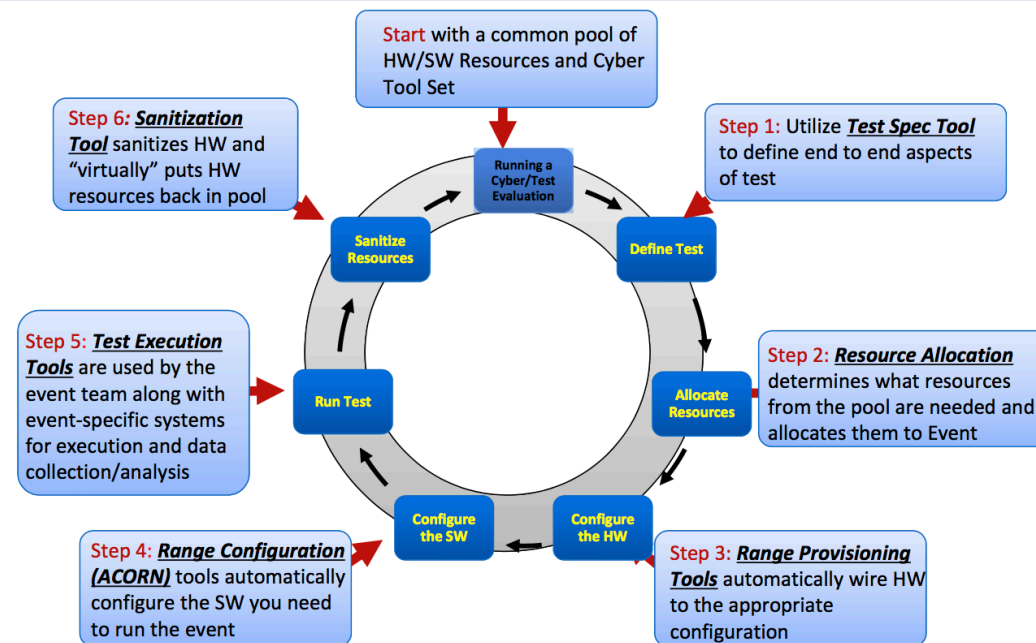 Start with a common pool of
HW/SW Resources and Cyber
Tool Set
Step 6: Sanitization
Tool sanitizes HW and
“virtually” puts HW
resources back in pool
Step 1: Utilize Test Spec Tool
to define end to end aspects
of test
Running a
Cyber/Test
Evaluation
Sanitize
Resources
Define Test
Step 5: Test Execution
Tools are used by the
event team along with
event-specific systems
for execution and data
collection/analysis
Run Test
Allocate
Resources
Step 2: Resource Allocation
determines what resources
from the pool are needed and
allocates them to Event
Configure
the SW
Configure
the HW
Step 4: Range Configuration
(ACORN) tools automatically
configure the SW you need
to run the event
Step 3: Range Provisioning
Tools automatically wire HW
to the appropriate
configuration